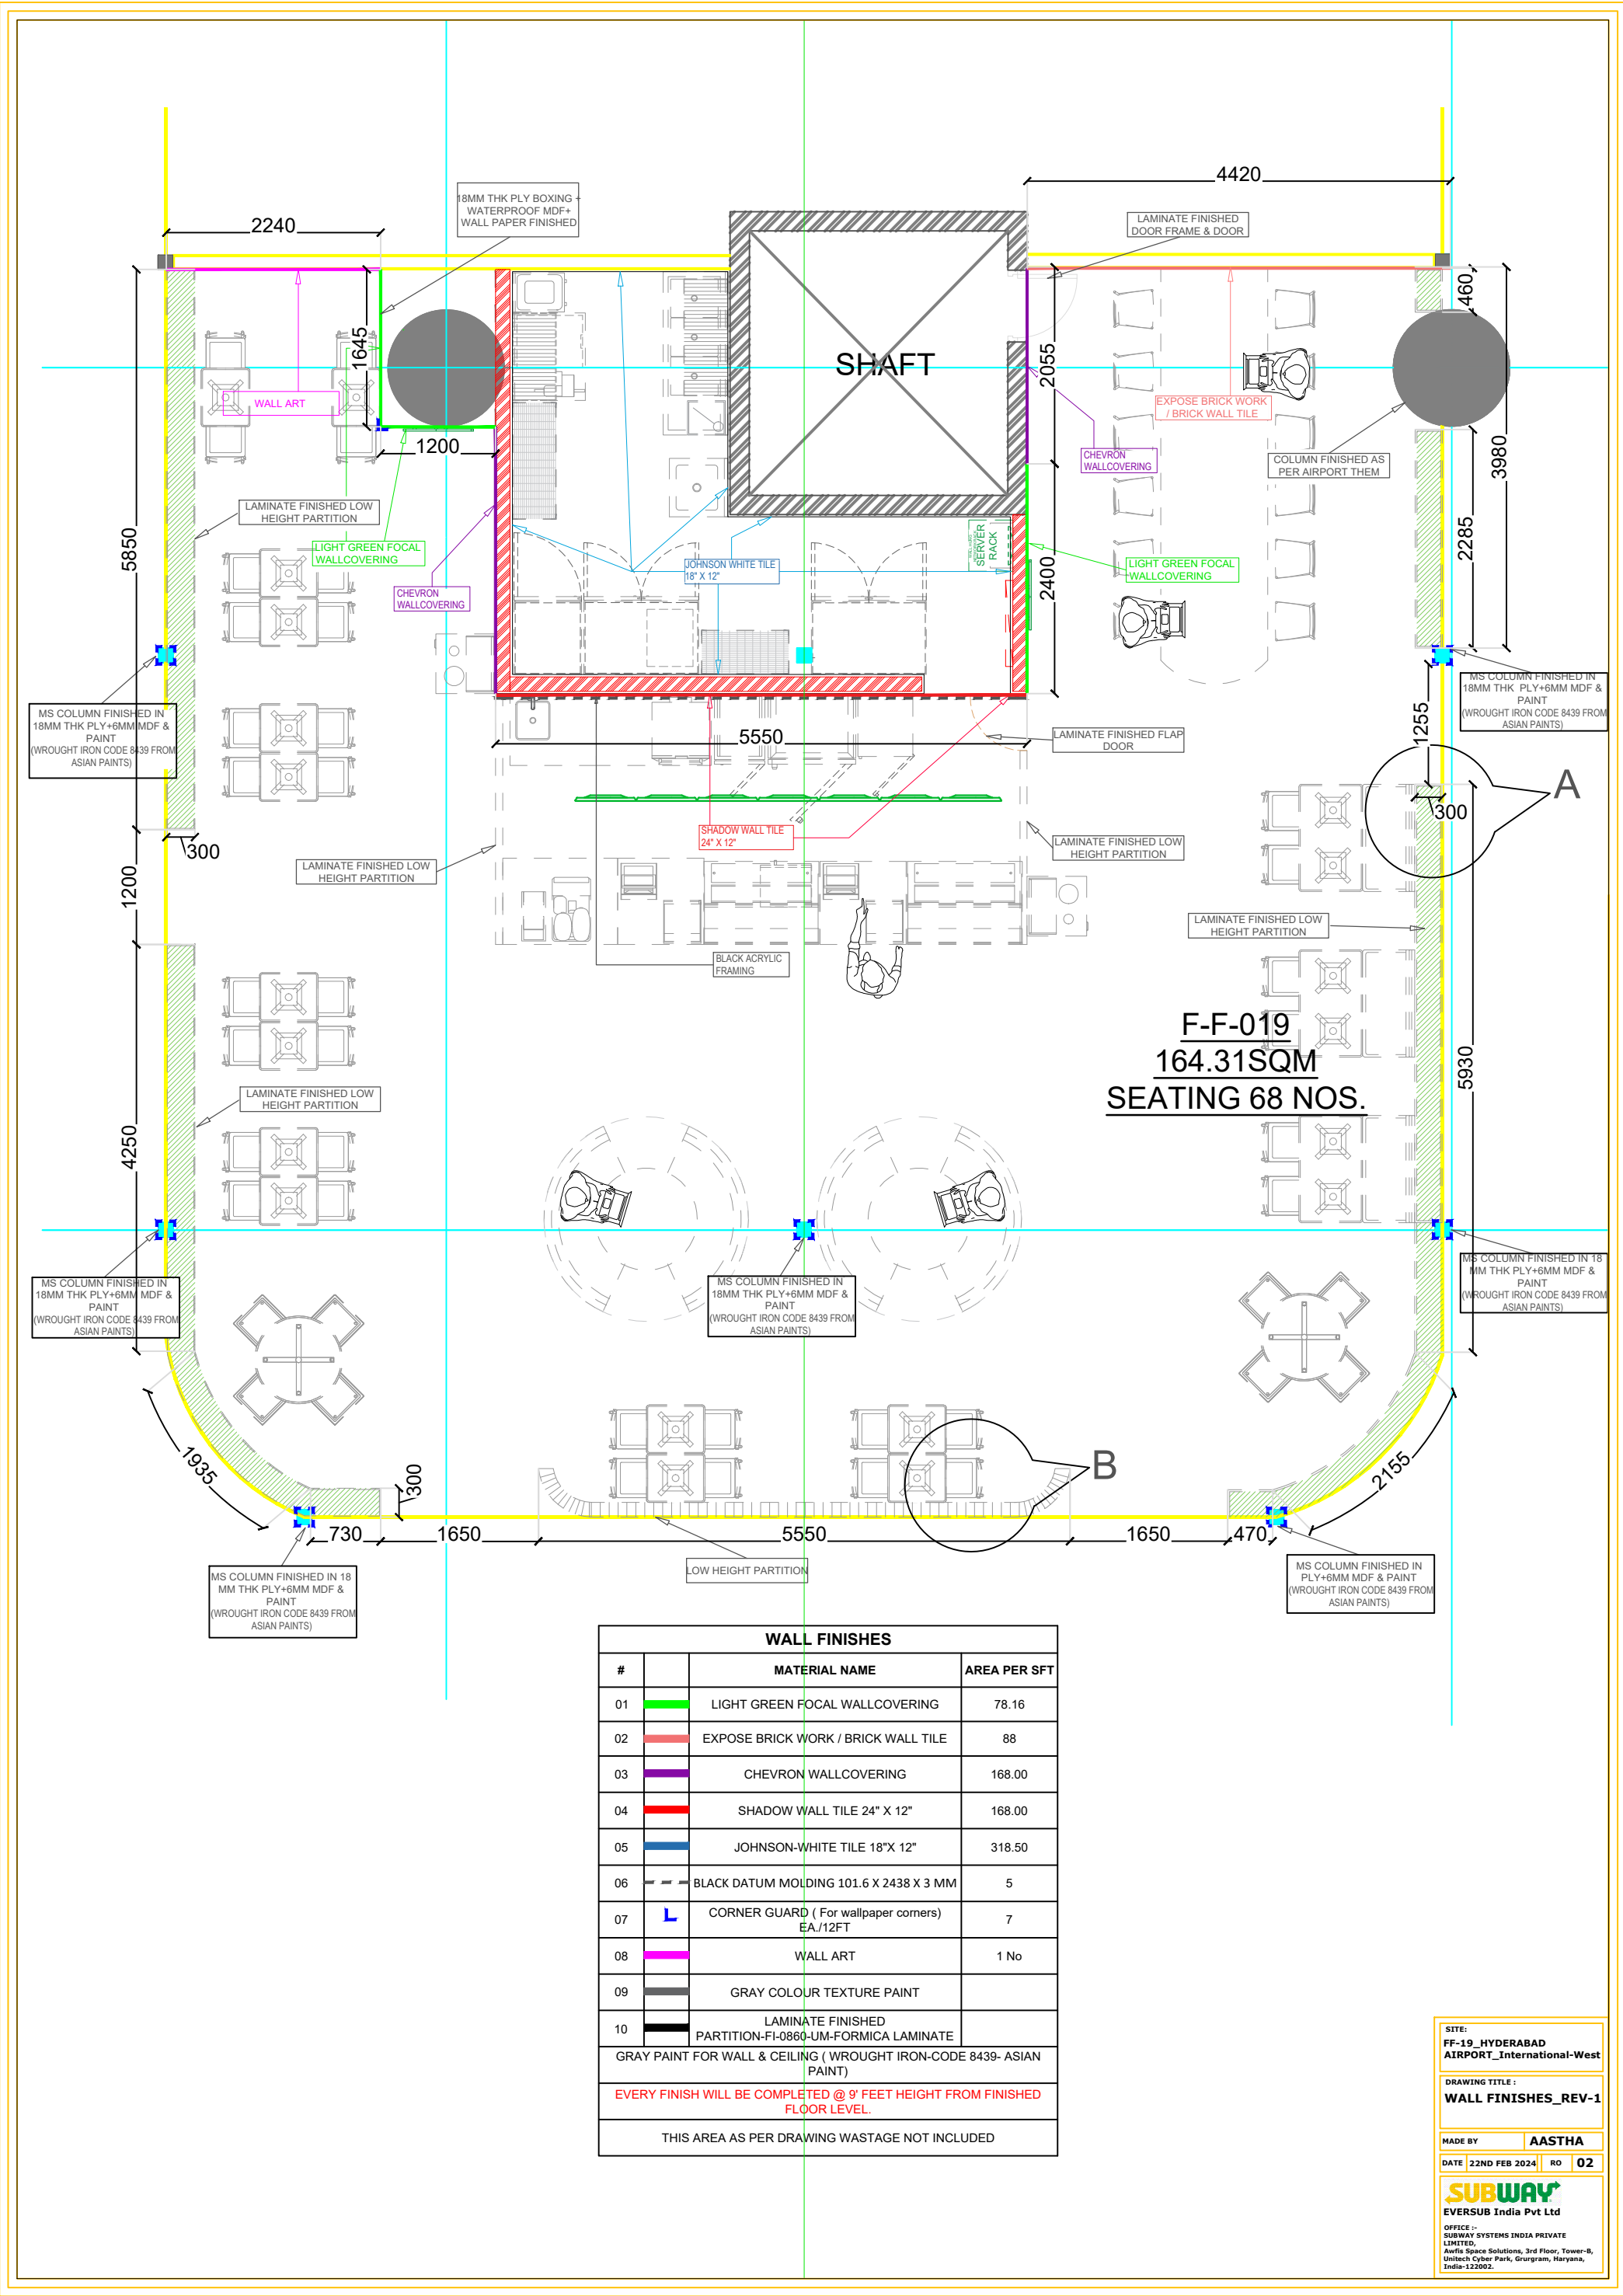 4420
2240
18MM THK PLY BOXING +
WATERPROOF MDF+
WALL PAPER FINISHED
LAMINATE FINISHED
DOOR FRAME & DOOR
460
1645
SHAFT
2055
WALL ART
EXPOSE BRICK WORK
/ BRICK WALL TILE
1200
CHEVRON
WALLCOVERING
COLUMN FINISHED AS
PER AIRPORT THEM
3980
LAMINATE FINISHED LOW
HEIGHT PARTITION
5850
LIGHT GREEN FOCAL
WALLCOVERING
SERVER
RACK
2285
JOHNSON WHITE TILE
18" X 12"
LIGHT GREEN FOCAL
WALLCOVERING
2400
CHEVRON
WALLCOVERING
MS COLUMN FINISHED IN
18MM THK PLY+6MM MDF &
PAINT
(WROUGHT IRON CODE 8439 FROM
ASIAN PAINTS)
MS COLUMN FINISHED IN
18MM THK PLY+6MM MDF &
PAINT
(WROUGHT IRON CODE 8439 FROM
ASIAN PAINTS)
1255
5550
LAMINATE FINISHED FLAP
DOOR
A
300
SHADOW WALL TILE
24" X 12"
300
LAMINATE FINISHED LOW
HEIGHT PARTITION
LAMINATE FINISHED LOW
HEIGHT PARTITION
1200
LAMINATE FINISHED LOW
HEIGHT PARTITION
BLACK ACRYLIC
FRAMING
F-F-019
164.31SQM
SEATING 68 NOS.
5930
LAMINATE FINISHED LOW
HEIGHT PARTITION
4250
MS COLUMN FINISHED IN
18MM THK PLY+6MM MDF &
PAINT
(WROUGHT IRON CODE 8439 FROM
ASIAN PAINTS)
MS COLUMN FINISHED IN
18MM THK PLY+6MM MDF &
PAINT
(WROUGHT IRON CODE 8439 FROM
ASIAN PAINTS)
MS COLUMN FINISHED IN 18
MM THK PLY+6MM MDF &
PAINT
(WROUGHT IRON CODE 8439 FROM
ASIAN PAINTS)
1935
300
B
2155
730
1650
5550
1650
470
LOW HEIGHT PARTITION
MS COLUMN FINISHED IN 18
MM THK PLY+6MM MDF &
PAINT
(WROUGHT IRON CODE 8439 FROM
ASIAN PAINTS)
MS COLUMN FINISHED IN
PLY+6MM MDF & PAINT
(WROUGHT IRON CODE 8439 FROM
ASIAN PAINTS)
WALL FINISHES
# MATERIAL NAME AREA PER SFT
01 LIGHT GREEN FOCAL WALLCOVERING 78.16
02 EXPOSE BRICK WORK / BRICK WALL TILE 88
03 CHEVRON WALLCOVERING 168.00
04 SHADOW WALL TILE 24" X 12" 168.00
05 JOHNSON-WHITE TILE 18"X 12" 318.50
06 BLACK DATUM MOLDING 101.6 X 2438 X 3 MM 5
07 CORNER GUARD ( For wallpaper corners)
EA./12FT 7
08 WALL ART 1 No
09 GRAY COLOUR TEXTURE PAINT
10 LAMINATE FINISHED
PARTITION-FI-0860-UM-FORMICA LAMINATE
GRAY PAINT FOR WALL & CEILING ( WROUGHT IRON-CODE 8439- ASIAN
PAINT)
EVERY FINISH WILL BE COMPLETED @ 9' FEET HEIGHT FROM FINISHED
FLOOR LEVEL.
THIS AREA AS PER DRAWING WASTAGE NOT INCLUDED
SITE:
FF-19_HYDERABAD
AIRPORT_International-West
DRAWING TITLE :
WALL FINISHES_REV-1
MADE BY AASTHA
DATE 22ND FEB 2024 RO 02
SUBWAY
EVERSUB India Pvt Ltd
OFFICE :-
SUBWAY SYSTEMS INDIA PRIVATE
LIMITED,
Awfis Space Solutions, 3rd Floor, Tower-B,
Unitech Cyber Park, Grurgram, Haryana,
India-122002.